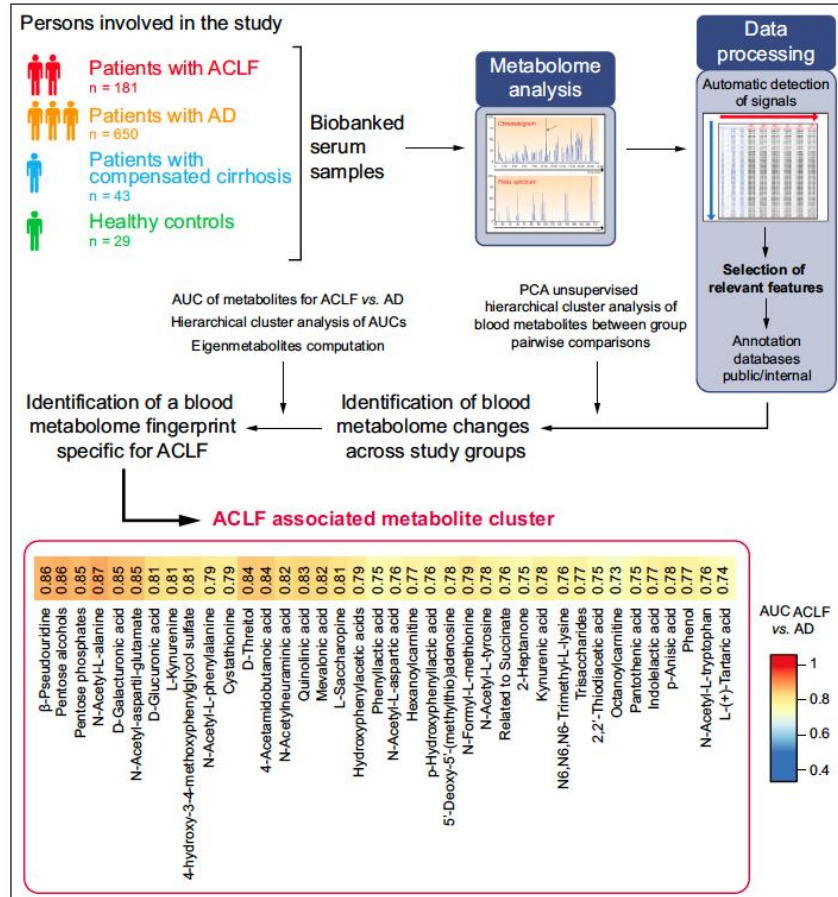 Persons involved in the study
Patients with ACLF
n = 181
Patients with AD
n = 650
Patients with
compensated cirrhosis
n = 43
Healthy controls
n = 29
Biobanked
serum
samples
Metabolome
analysis
Chromatogram
Data
processing
Automatic detection
of signals
Selection of
relevant features
Annotation
databases
public/internal
AUC of metabolites for ACLF vs. AD
Hierarchical cluster analysis of AUCs
Eigenmetabolites computation
PCA unsupervised
hierarchical cluster analysis of
blood metabolites between group
pairwise comparisons
Identification of a blood
metabolome fingerprint
specific for ACLF
Identification of blood
metabolome changes
across study groups
ACLF associated metabolite cluster
0.86
0.86
0.85
0.87
0.85
0.85
0.81
0.81
0.81
0.79
0.79
0.84
0.84
0.82
0.83
0.82
0.81
0.79
0.75
0.76
0.77
0.76
0.78
0.79
0.78
0.76
0.75
0.78
0.76
0.77
0.75
0.73
0.75
0.77
0.78
0.77
0.76
0.74
β-Pseudouridine
Pentose alcohols
Pentose phosphates
N-Acetyl-L-alanine
D-Galacturonic acid
N-Acetyl-aspartil-glutamate
D-Glucuronic acid
L-Kynurenine
4-hydroxy-3-4-methoxyphenylglycol sulfate
N-Acetyl-L-phenylalanine
Cystathionine
D-Threitol
4-Acetamidobutanoic acid
N-Acetylneuraminic acid
Quinolinic acid
Mevalonic acid
L-Saccharopine
Hydroxyphenylacetic acids
Phenyllactic acid
N-Acetyl-L-aspartic acid
Hexanoylcarnitine
p-Hydroxyphenyllactic acid
5'-Deoxy-5'-(methylthio)adenosine
N-Formyl-L-methionine
N-Acetyl-L-tyrosine
Related to Succinate
2-Heptanone
Kynurenic acid
N6,N6,N6-Trimethyl-L-lysine
Trisaccharides
2,2'-Thiodiacetic acid
Octanoylcarnitine
Pantothenic acid
Indolelactic acid
p-Anisic acid
Phenol
N-Acetyl-L-tryptophan
L-(+)-Tartaric acid
AUC ACLF
vs. AD
1
0.8
0.6
0.4